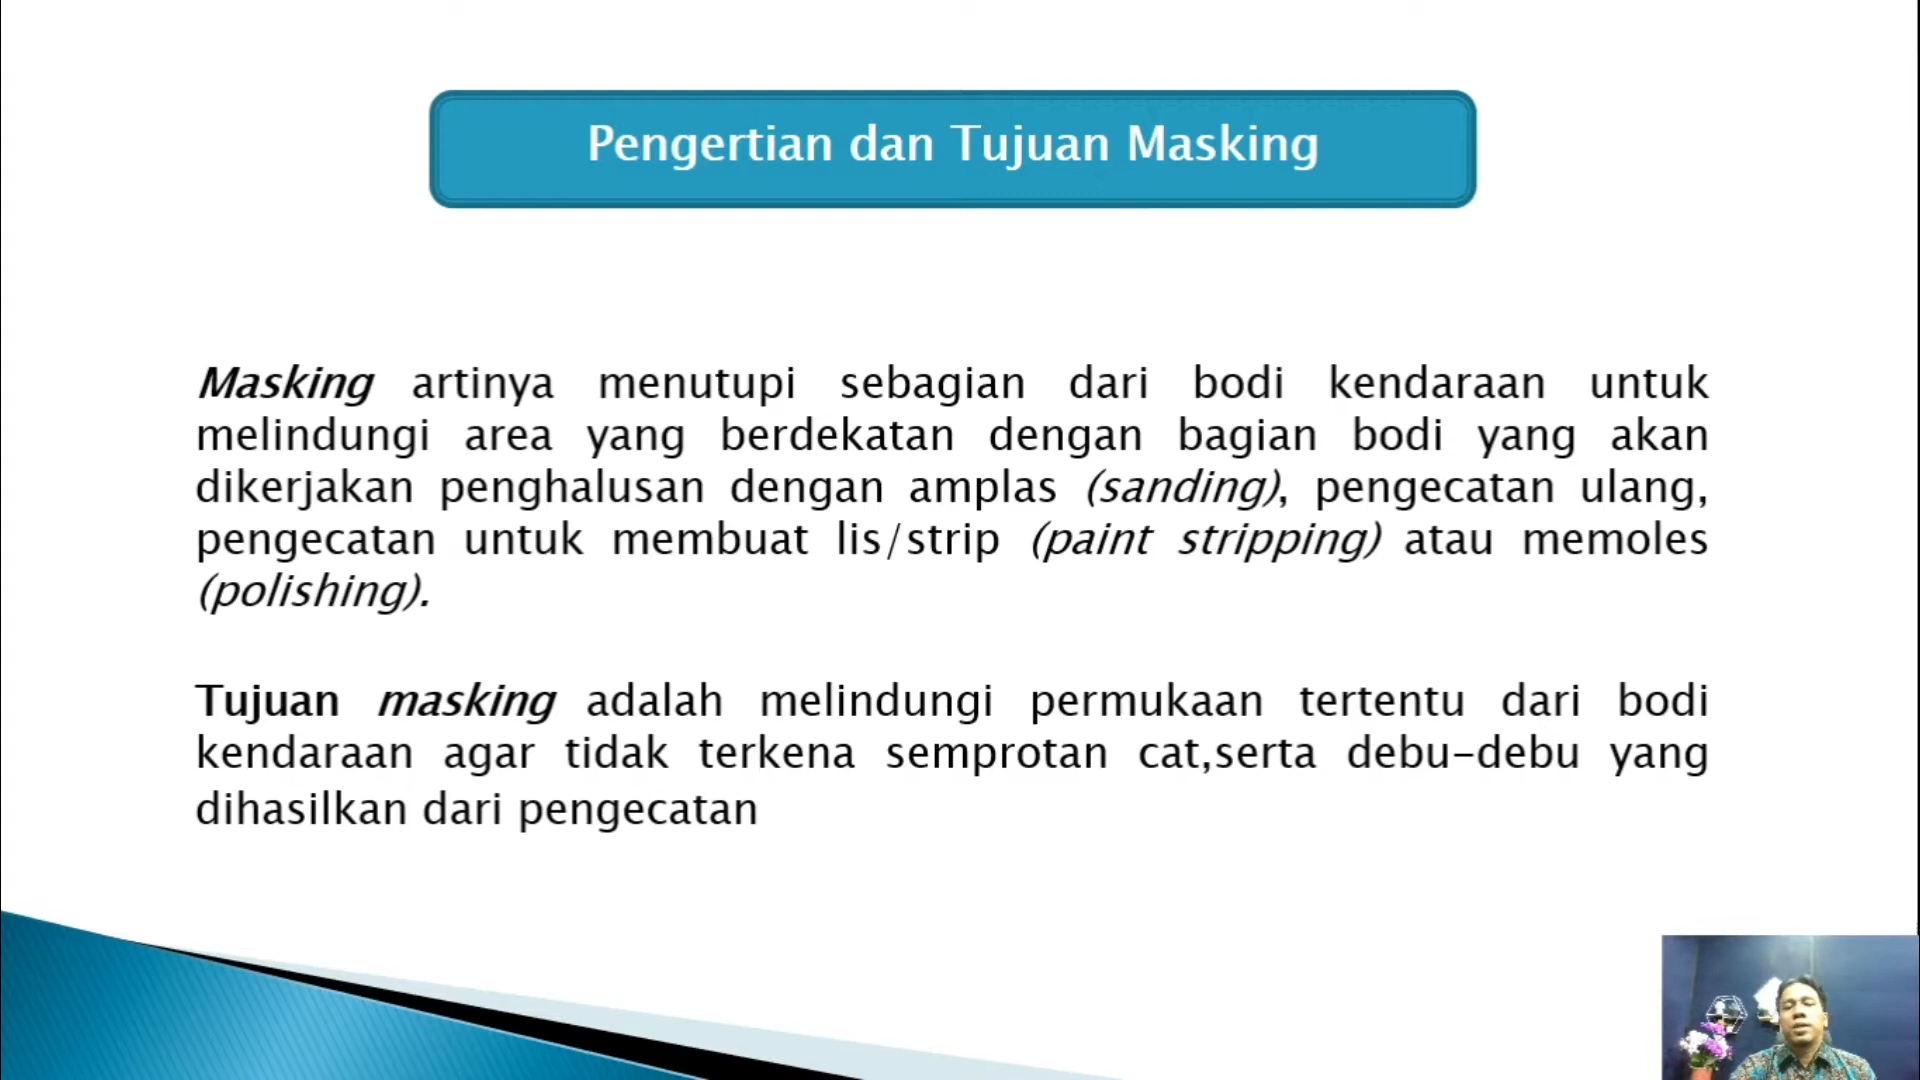 Pengertian dan Tujuan Masking
Masking artinya menutupi sebagian dari bodi kendaraan untuk
melindungi area yang berdekatan dengan bagian bodi yang akan
dikerjakan penghalusan dengan amplas (sanding), pengecatan ulang,
pengecatan untuk membuat lis/strip (paint stripping) atau memoles
(polishing).
Tujuan masking adalah melindungi permukaan tertentu dari bodi
kendaraan agar tidak terkena semprotan cat,serta debu-debu yang
dihasilkan dari pengecatan